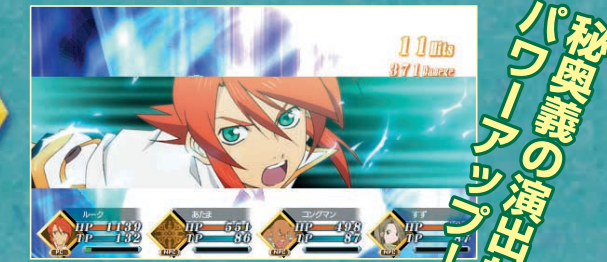 11 Hits
371 Damage
ルーク
HP 1139
TP 132
あたま
HP 554
TP 86
コングマン
HP 498
TP 87
すず
HP
TP
秘奥義の演出
パワーアップ